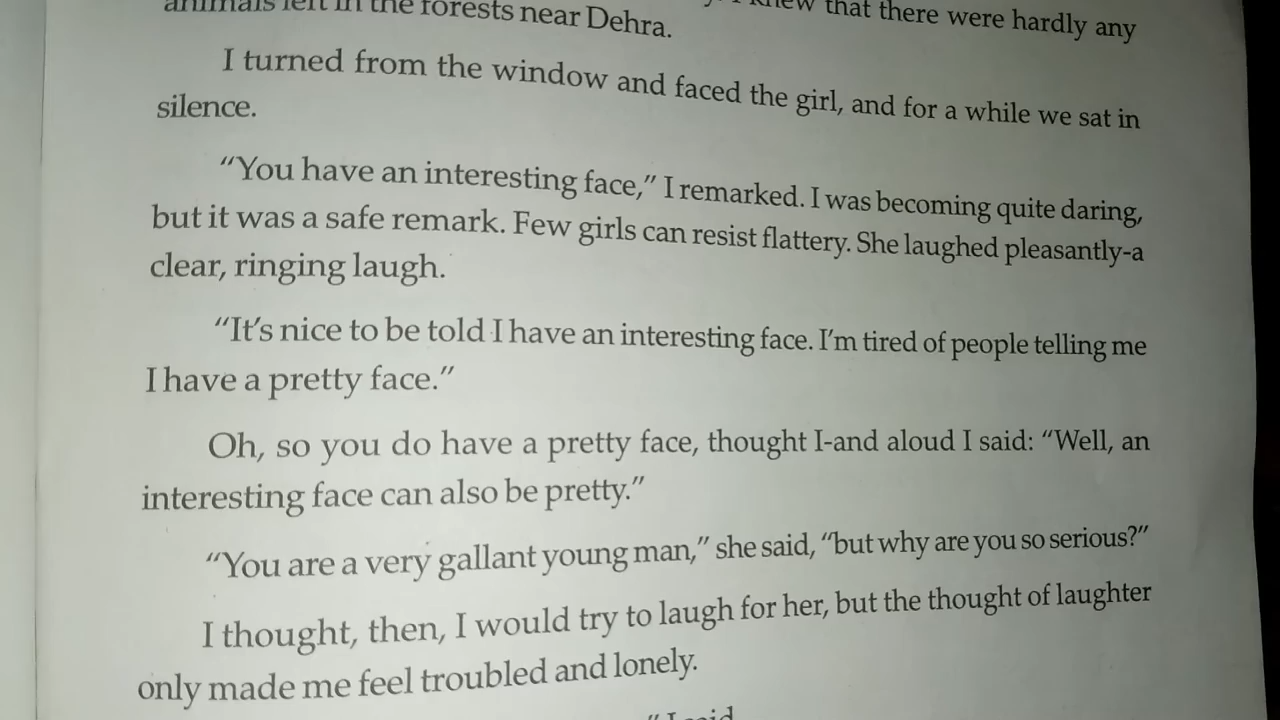 knew that there were hardly any
animals left in the forests near Dehra.
I turned from the window and faced the girl, and for a while we sat in
silence.
“You have an interesting face,” I remarked. I was becoming quite daring,
but it was a safe remark. Few girls can resist flattery. She laughed pleasantly-a
clear, ringing laugh.
“It’s nice to be told I have an interesting face. I’m tired of people telling me
I have a pretty face.”
Oh, so you do have a pretty face, thought I-and aloud I said: “Well, an
interesting face can also be pretty.”
“You are a very gallant young man,” she said, “but why are you so serious?”
I thought, then, I would try to laugh for her, but the thought of laughter
only made me feel troubled and lonely.
” I said